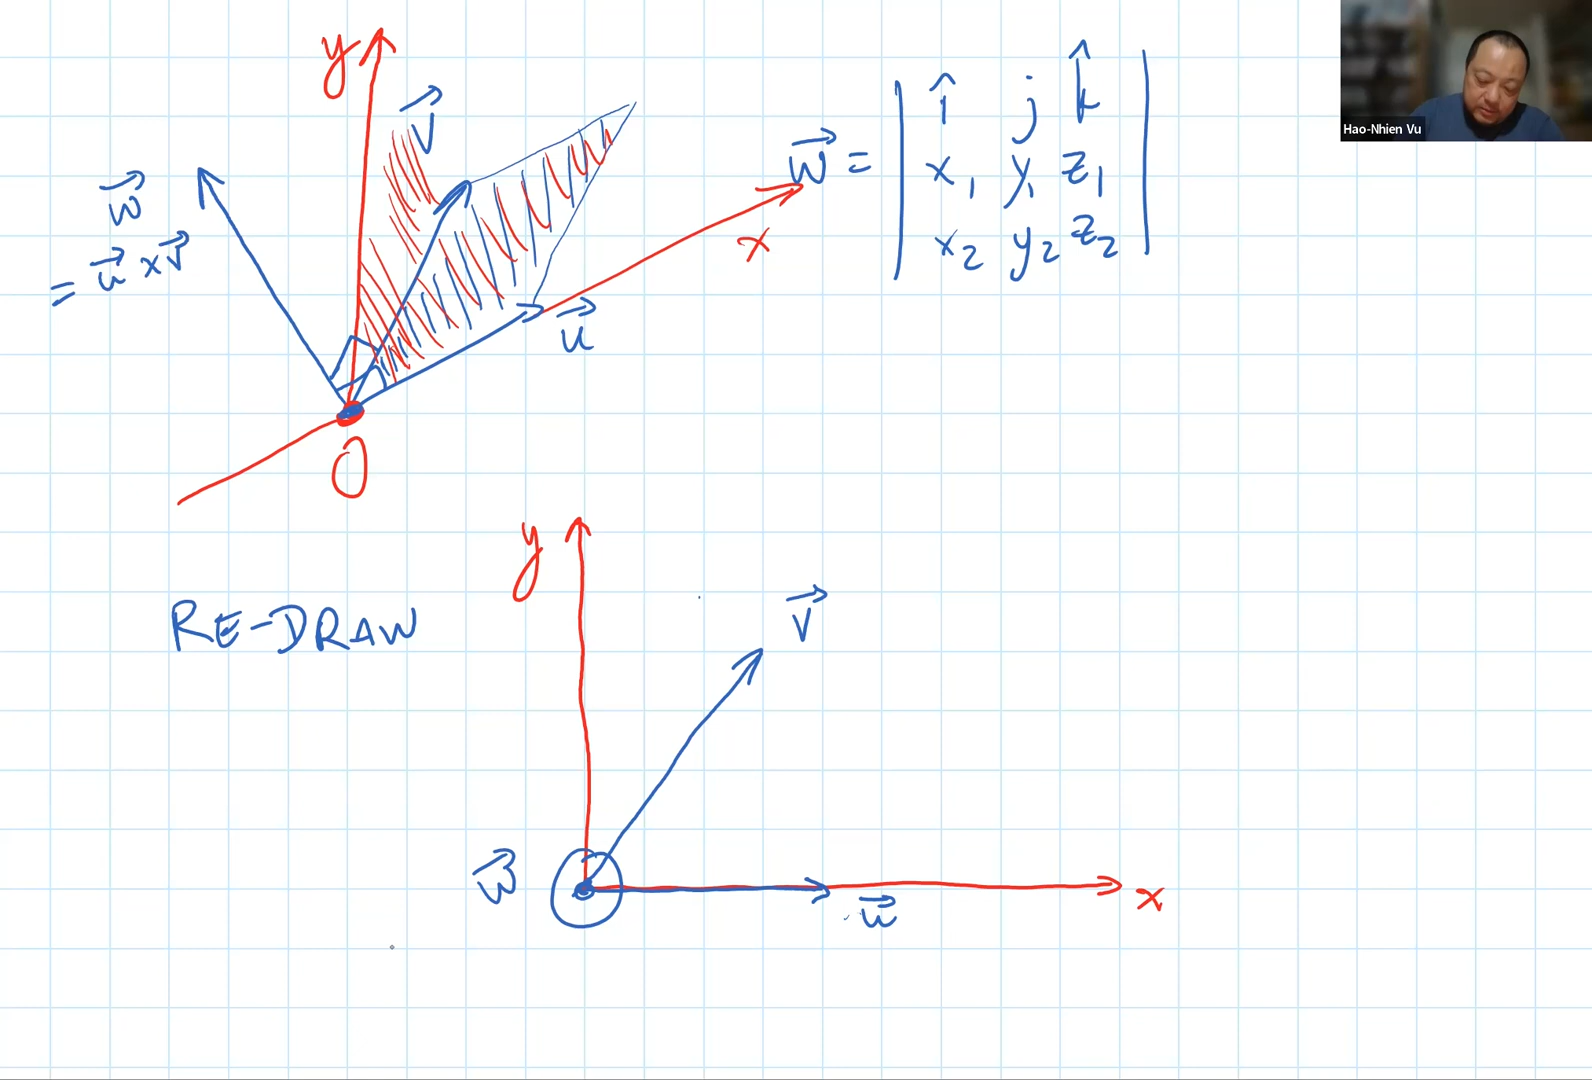 y
v⃗
w⃗
= u⃗ × v⃗
x
u⃗
O
w⃗ =
î j k̂
x₁ y₁ z₁
x₂ y₂ z₂
Hao-Nhien Vu
RE-DRAW
y
v⃗
w⃗
u⃗
x